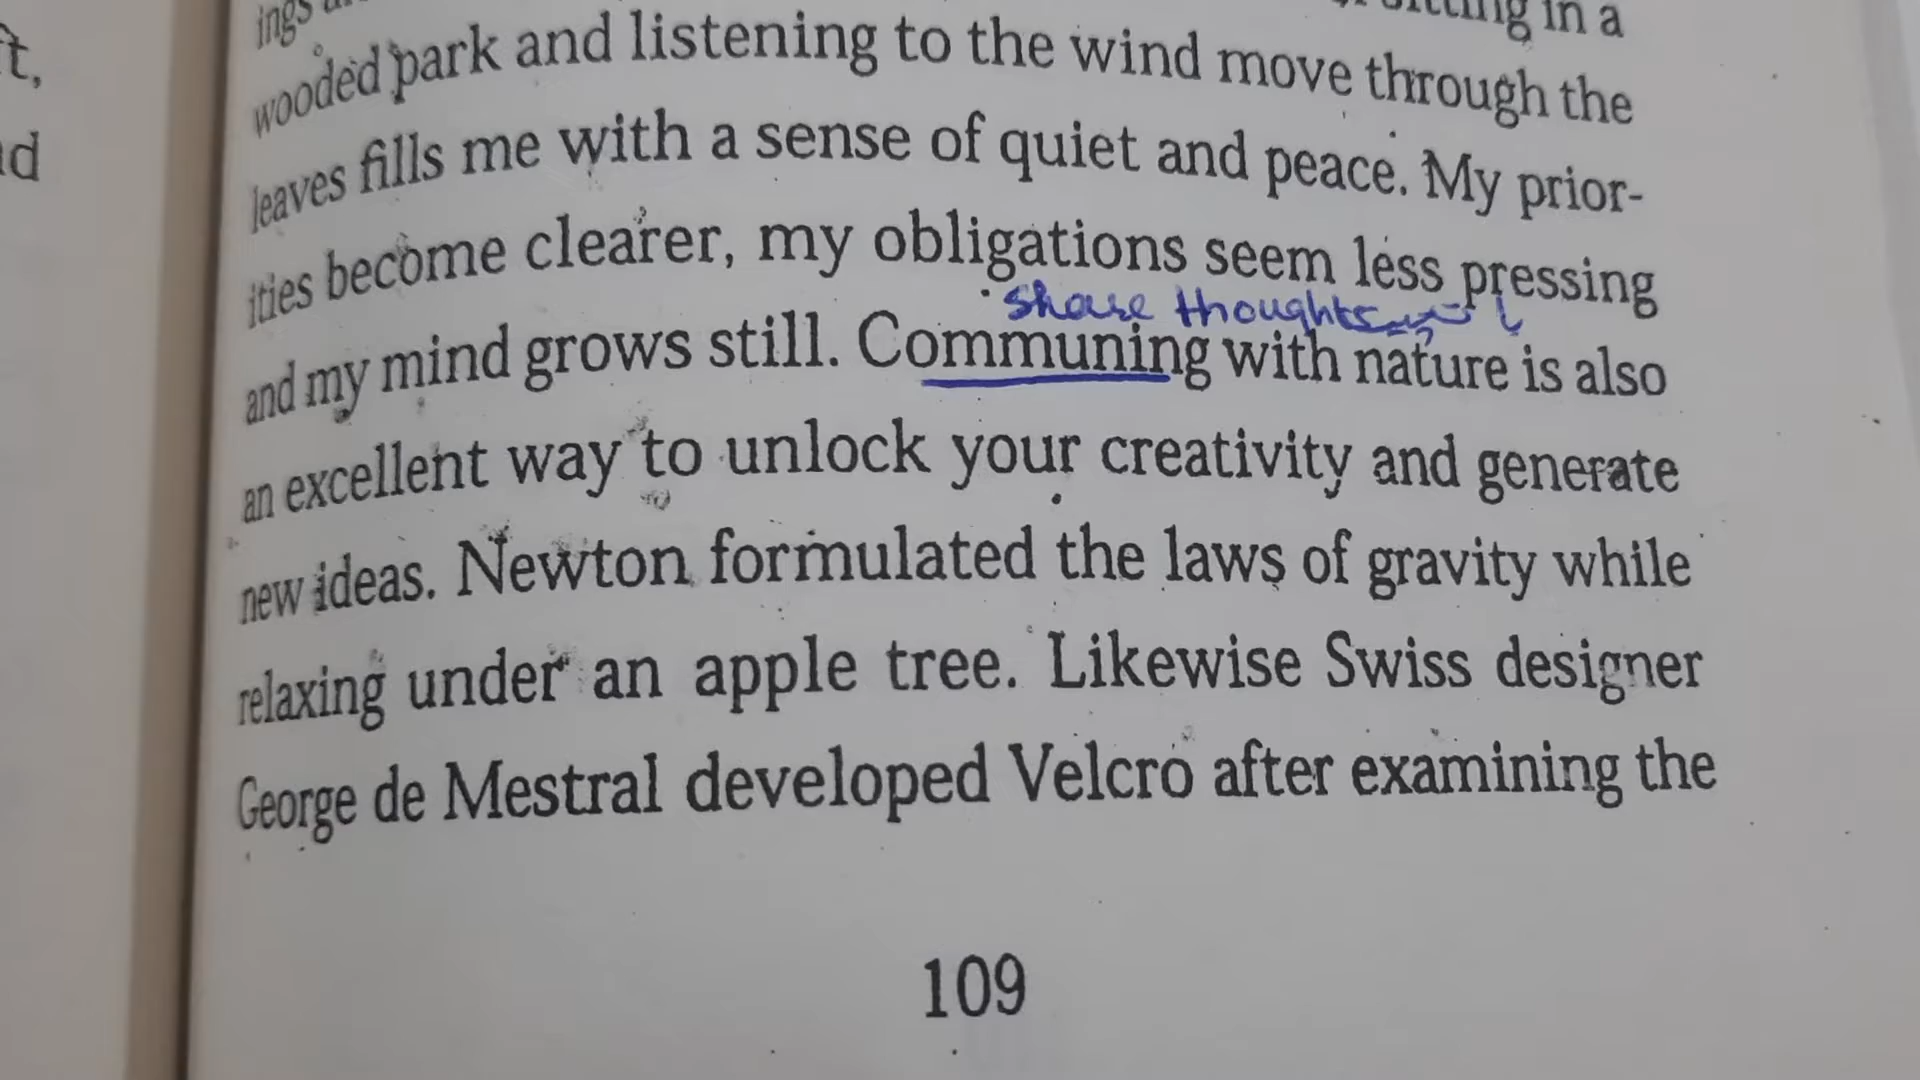 ings
sitting in a
wooded park and listening to the wind move through the
leaves fills me with a sense of quiet and peace. My prior-
ities become clearer, my obligations seem less pressing
share thoughts
and my mind grows still. Communing with nature is also
an excellent way to unlock your creativity and generate
new ideas. Newton formulated the laws of gravity while
relaxing under an apple tree. Likewise Swiss designer
George de Mestral developed Velcro after examining the
109